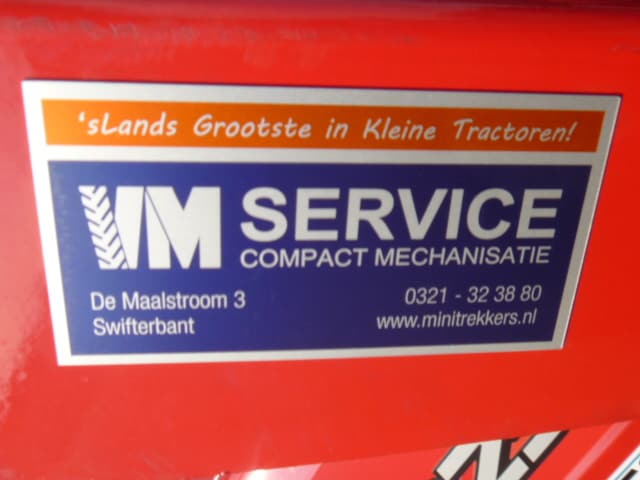 'sLands Grootste in Kleine Tractoren!
VM SERVICE
COMPACT MECHANISATIE
De Maalstroom 3
Swifterbant
0321 - 32 38 80
www.minitrekkers.nl